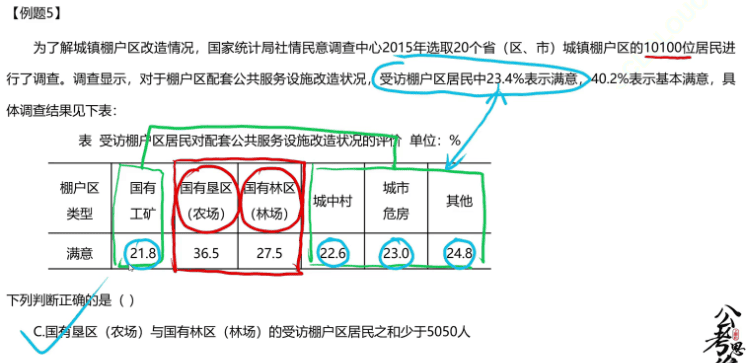 【例题5】
为了解城镇棚户区改造情况，国家统计局社情民意调查中心2015年选取20个省（区、市）城镇棚户区的10100位居民进
行了调查。调查显示，对于棚户区配套公共服务设施改造状况，受访棚户区居民中23.4%表示满意，40.2%表示基本满意，具
体调查结果见下表：
表 受访棚户区居民对配套公共服务设施改造状况的评价 单位：%
棚户区类型 国有工矿 国有垦区（农场） 国有林区（林场） 城中村 城市危房 其他
满意 21.8 36.5 27.5 22.6 23.0 24.8
下列判断正确的是（ ）
C.国有垦区（农场）与国有林区（林场）的受访棚户区居民之和少于5050人
公考思